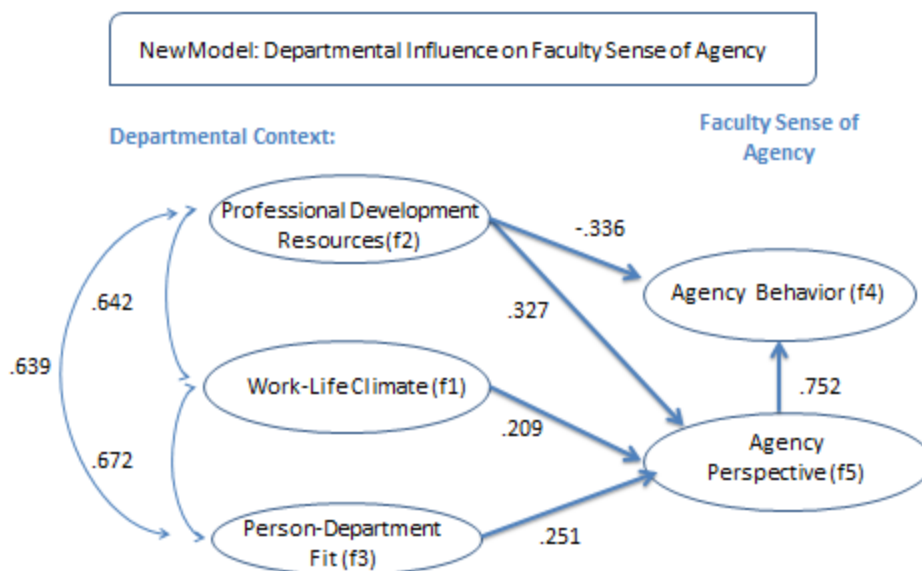 New Model: Departmental Influence on Faculty Sense of Agency
Departmental Context:
Faculty Sense of
Agency
Professional Development
Resources (f2)
-.336
Agency Behavior (f4)
.642
.327
.639
Work-Life Climate (f1)
.752
.209
Agency
Perspective (f5)
.672
Person-Department
Fit (f3)
.251